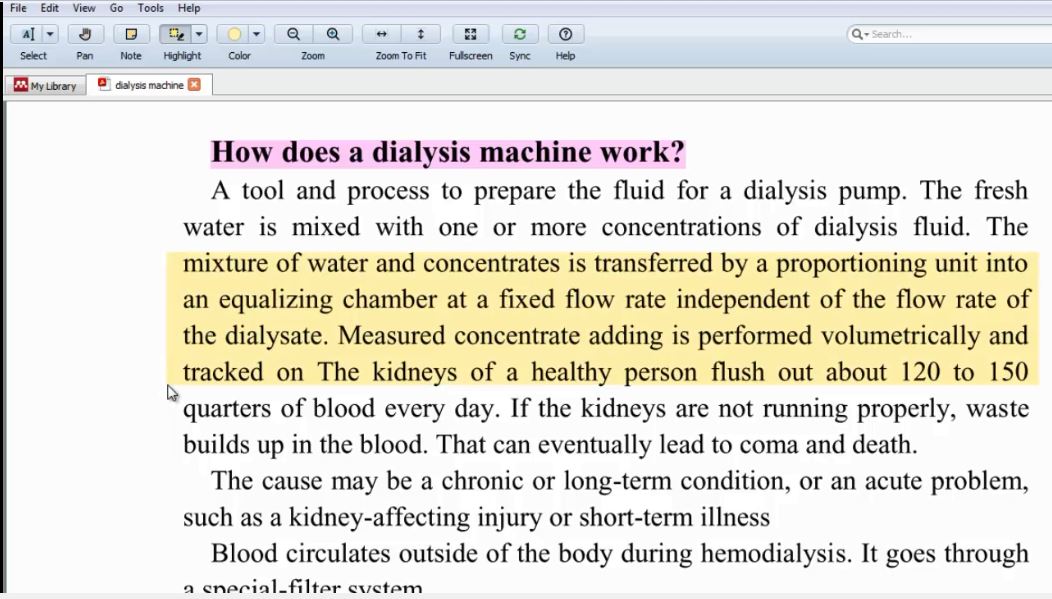 File Edit View Go Tools Help
Search...
Select Pan Note Highlight Color Zoom Zoom To Fit Fullscreen Sync Help
My Library dialysis machine
How does a dialysis machine work?
A tool and process to prepare the fluid for a dialysis pump. The fresh
water is mixed with one or more concentrations of dialysis fluid. The
mixture of water and concentrates is transferred by a proportioning unit into
an equalizing chamber at a fixed flow rate independent of the flow rate of
the dialysate. Measured concentrate adding is performed volumetrically and
tracked on The kidneys of a healthy person flush out about 120 to 150
quarters of blood every day. If the kidneys are not running properly, waste
builds up in the blood. That can eventually lead to coma and death.
The cause may be a chronic or long-term condition, or an acute problem,
such as a kidney-affecting injury or short-term illness
Blood circulates outside of the body during hemodialysis. It goes through
a special-filter system